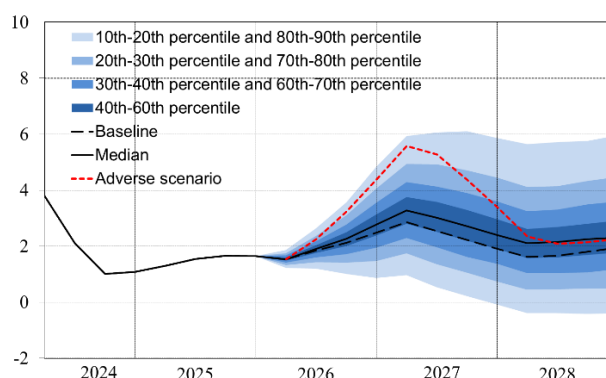 10
10th-20th percentile and 80th-90th percentile
20th-30th percentile and 70th-80th percentile
8
30th-40th percentile and 60th-70th percentile
40th-60th percentile
6
Baseline
Median
Adverse scenario
4
2
0
-2
2024 2025 2026 2027 2028